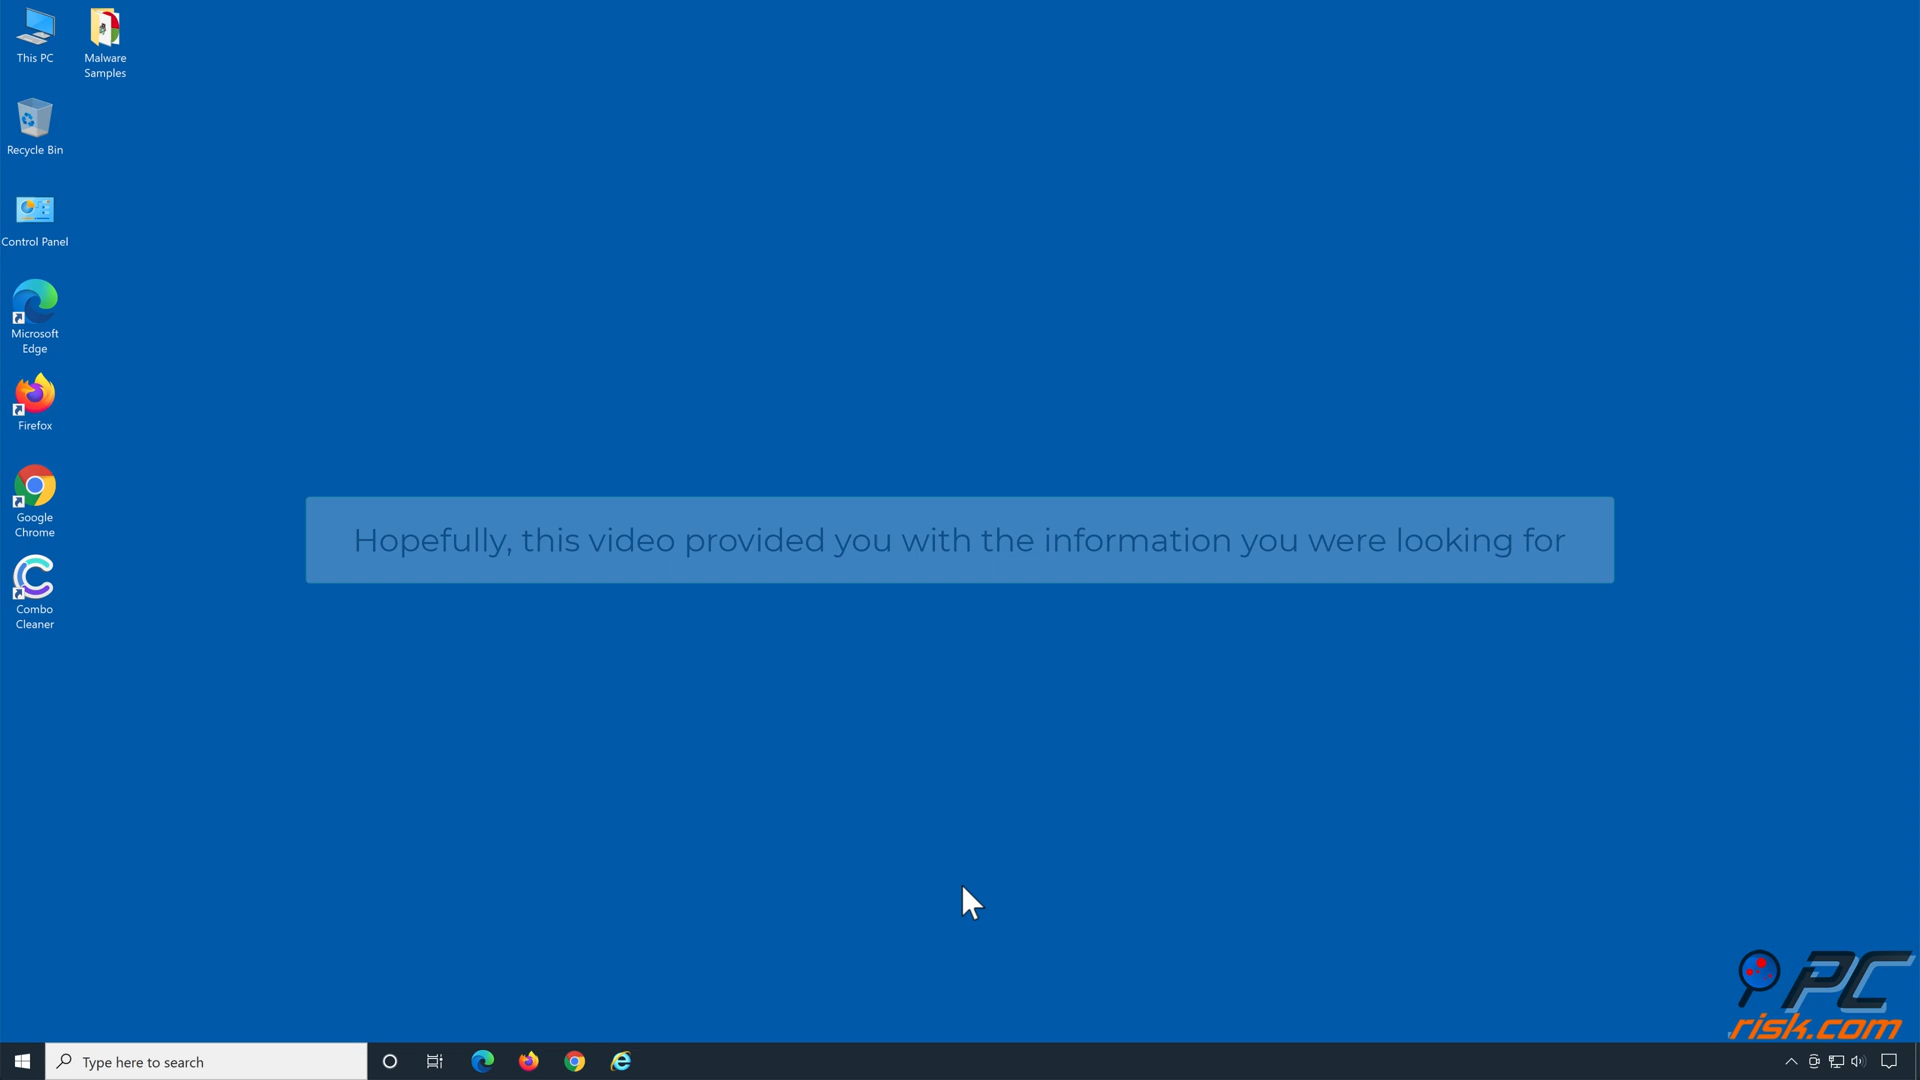 This PC
Malware
Samples
Recycle Bin
Control Panel
Microsoft
Edge
Firefox
Google
Chrome
Combo
Cleaner
Hopefully, this video provided you with the information you were looking for
PC
risk.com
Type here to search